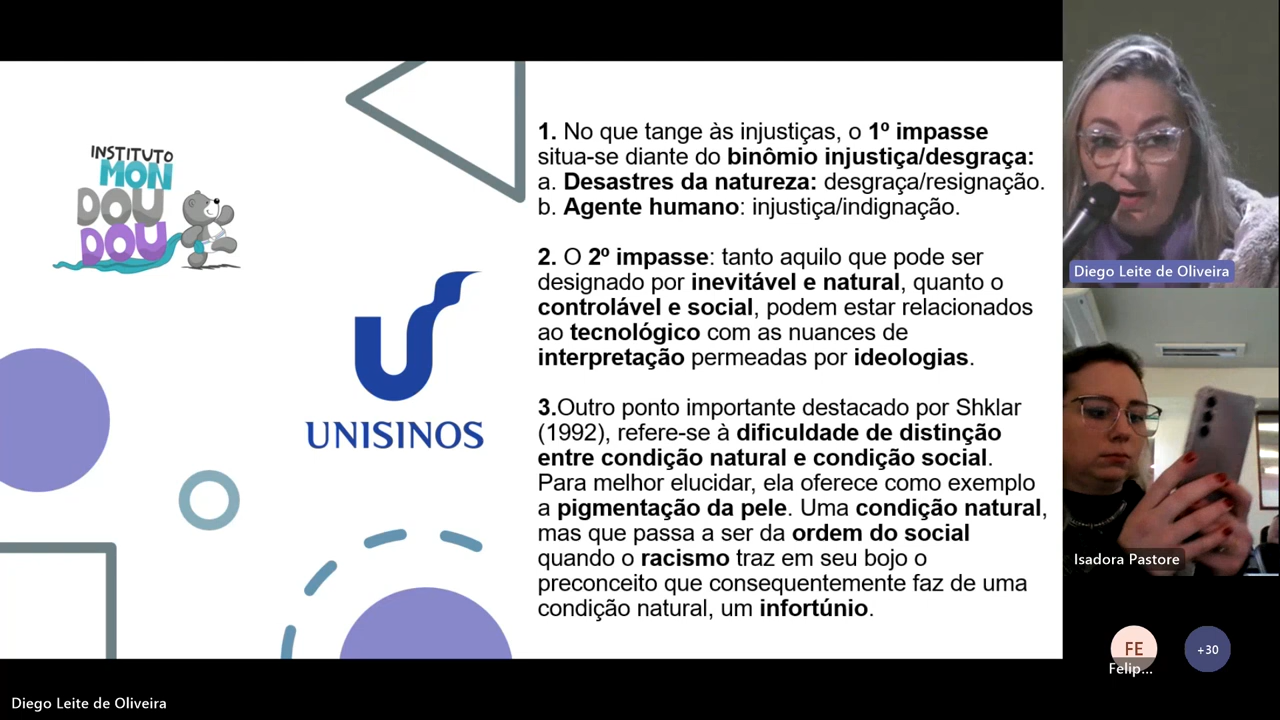 INSTITUTO
MON
DOU
DOU
UNISINOS
1. No que tange às injustiças, o 1º impasse
situa-se diante do binômio injustiça/desgraça:
a. Desastres da natureza: desgraça/resignação.
b. Agente humano: injustiça/indignação.
2. O 2º impasse: tanto aquilo que pode ser
designado por inevitável e natural, quanto o
controlável e social, podem estar relacionados
ao tecnológico com as nuances de
interpretação permeadas por ideologias.
3.Outro ponto importante destacado por Shklar
(1992), refere-se à dificuldade de distinção
entre condição natural e condição social.
Para melhor elucidar, ela oferece como exemplo
a pigmentação da pele. Uma condição natural,
mas que passa a ser da ordem do social
quando o racismo traz em seu bojo o
preconceito que consequentemente faz de uma
condição natural, um infortúnio.
Diego Leite de Oliveira
Isadora Pastore
FE
Felip...
+30
Diego Leite de Oliveira